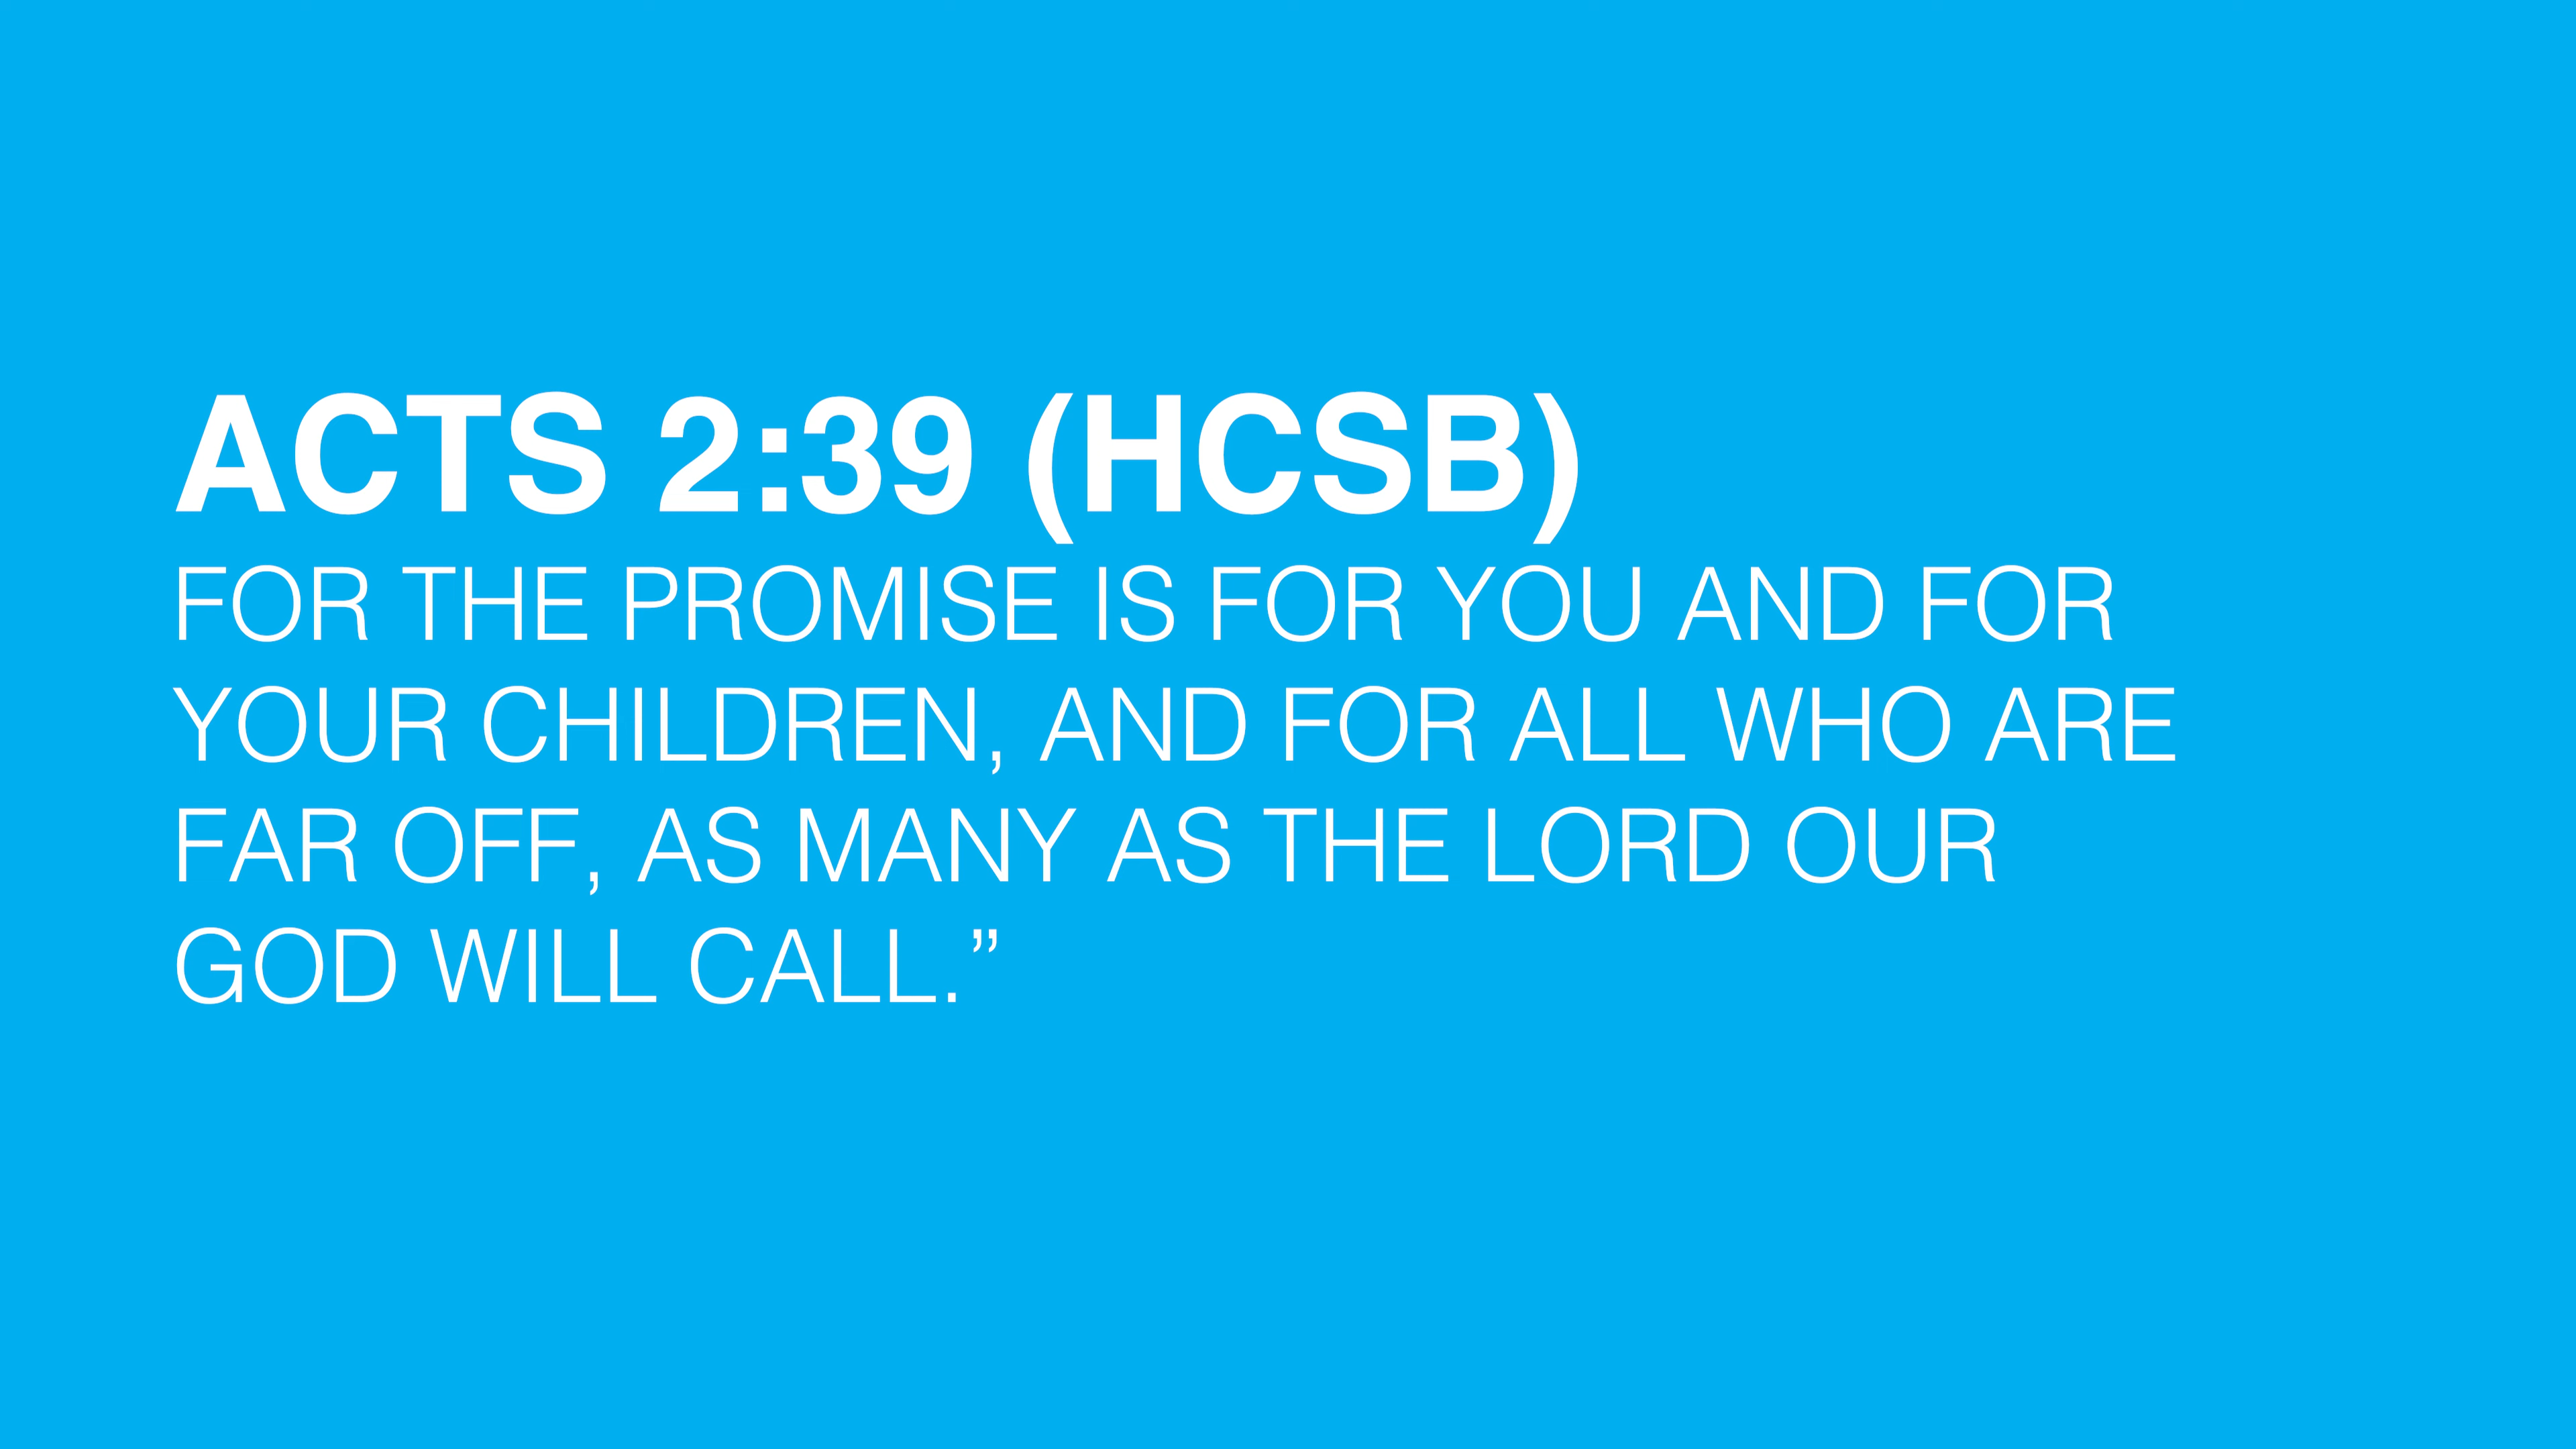 ACTS 2:39 (HCSB)
FOR THE PROMISE IS FOR YOU AND FOR
YOUR CHILDREN, AND FOR ALL WHO ARE
FAR OFF, AS MANY AS THE LORD OUR
GOD WILL CALL.”